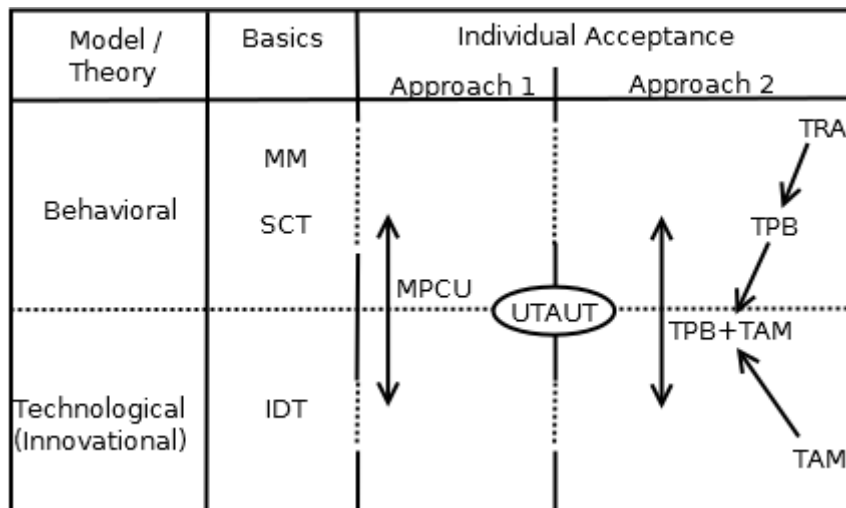 Model /
Theory
Basics
Individual Acceptance
Approach 1
Approach 2
TRA
MM
Behavioral
SCT
TPB
MPCU
UTAUT
TPB+TAM
Technological
(Innovational)
IDT
TAM